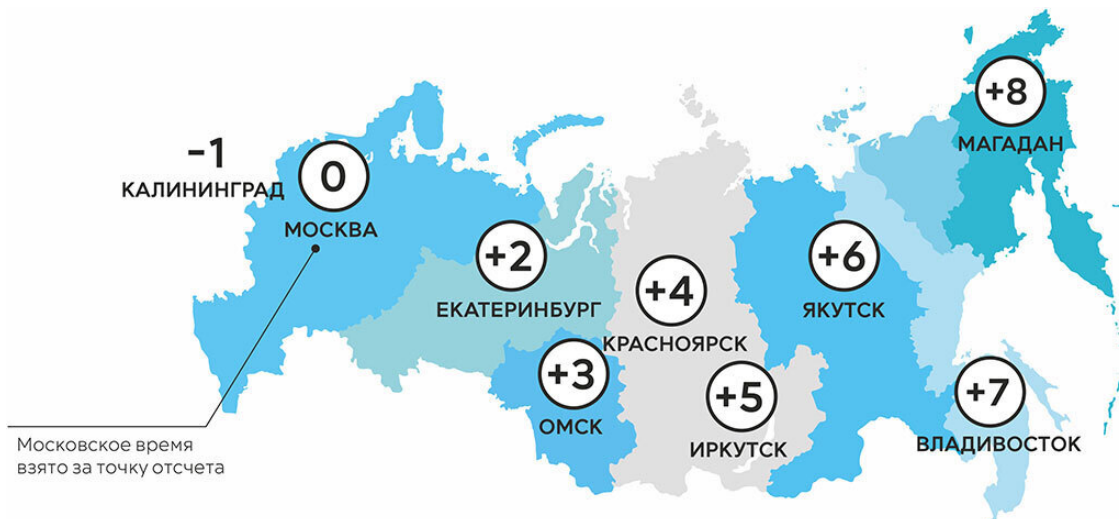 -1
КАЛИНИНГРАД
0
МОСКВА
+2
ЕКАТЕРИНБУРГ
+3
ОМСК
+4
КРАСНОЯРСК
+5
ИРКУТСК
+6
ЯКУТСК
+7
ВЛАДИВОСТОК
+8
МАГАДАН
Московское время
взято за точку отсчета